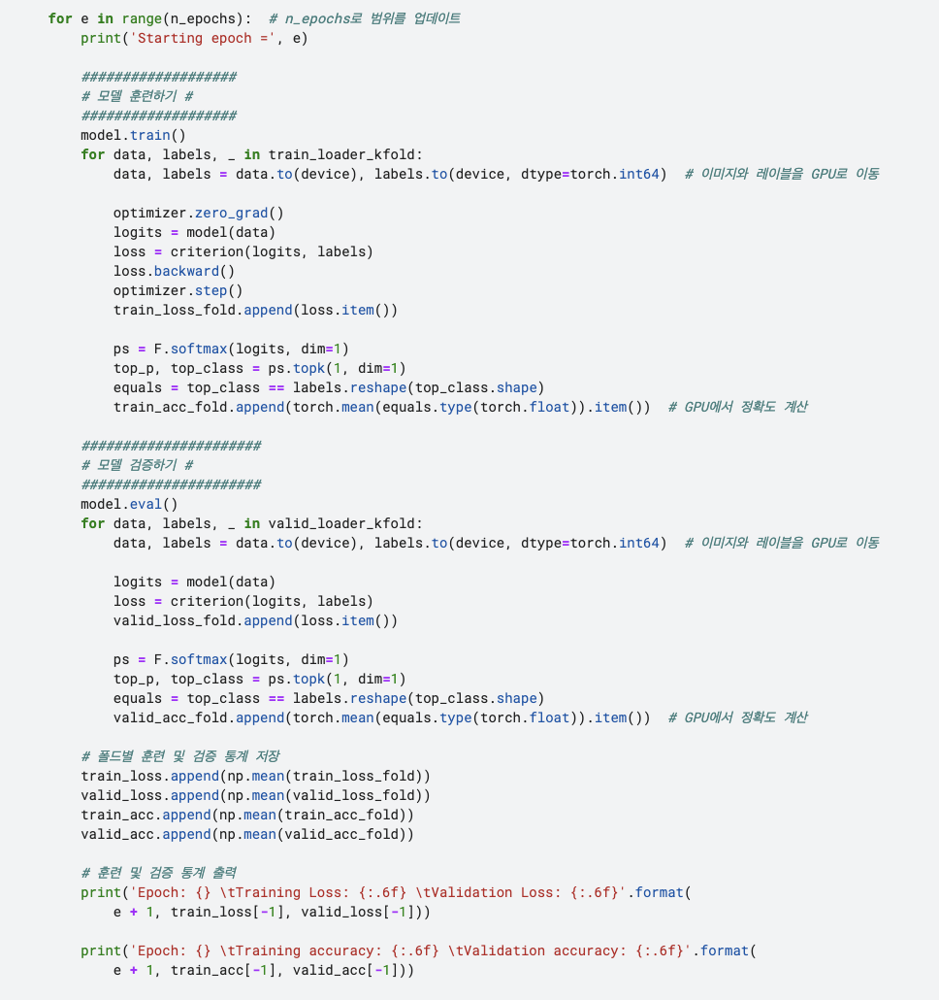 for e in range(n_epochs):  # n_epochs로 범위를 업데이트
    print('Starting epoch =', e)

    ###################
    # 모델 훈련하기 #
    ###################
    model.train()
    for data, labels, _ in train_loader_kfold:
        data, labels = data.to(device), labels.to(device, dtype=torch.int64)  # 이미지와 레이블을 GPU로 이동

        optimizer.zero_grad()
        logits = model(data)
        loss = criterion(logits, labels)
        loss.backward()
        optimizer.step()
        train_loss_fold.append(loss.item())

        ps = F.softmax(logits, dim=1)
        top_p, top_class = ps.topk(1, dim=1)
        equals = top_class == labels.reshape(top_class.shape)
        train_acc_fold.append(torch.mean(equals.type(torch.float)).item())  # GPU에서 정확도 계산

    ######################
    # 모델 검증하기 #
    ######################
    model.eval()
    for data, labels, _ in valid_loader_kfold:
        data, labels = data.to(device), labels.to(device, dtype=torch.int64)  # 이미지와 레이블을 GPU로 이동

        logits = model(data)
        loss = criterion(logits, labels)
        valid_loss_fold.append(loss.item())

        ps = F.softmax(logits, dim=1)
        top_p, top_class = ps.topk(1, dim=1)
        equals = top_class == labels.reshape(top_class.shape)
        valid_acc_fold.append(torch.mean(equals.type(torch.float)).item())  # GPU에서 정확도 계산

    # 폴드별 훈련 및 검증 통계 저장
    train_loss.append(np.mean(train_loss_fold))
    valid_loss.append(np.mean(valid_loss_fold))
    train_acc.append(np.mean(train_acc_fold))
    valid_acc.append(np.mean(valid_acc_fold))

    # 훈련 및 검증 통계 출력
    print('Epoch: {} \tTraining Loss: {:.6f} \tValidation Loss: {:.6f}'.format(
        e + 1, train_loss[-1], valid_loss[-1]))

    print('Epoch: {} \tTraining accuracy: {:.6f} \tValidation accuracy: {:.6f}'.format(
        e + 1, train_acc[-1], valid_acc[-1]))